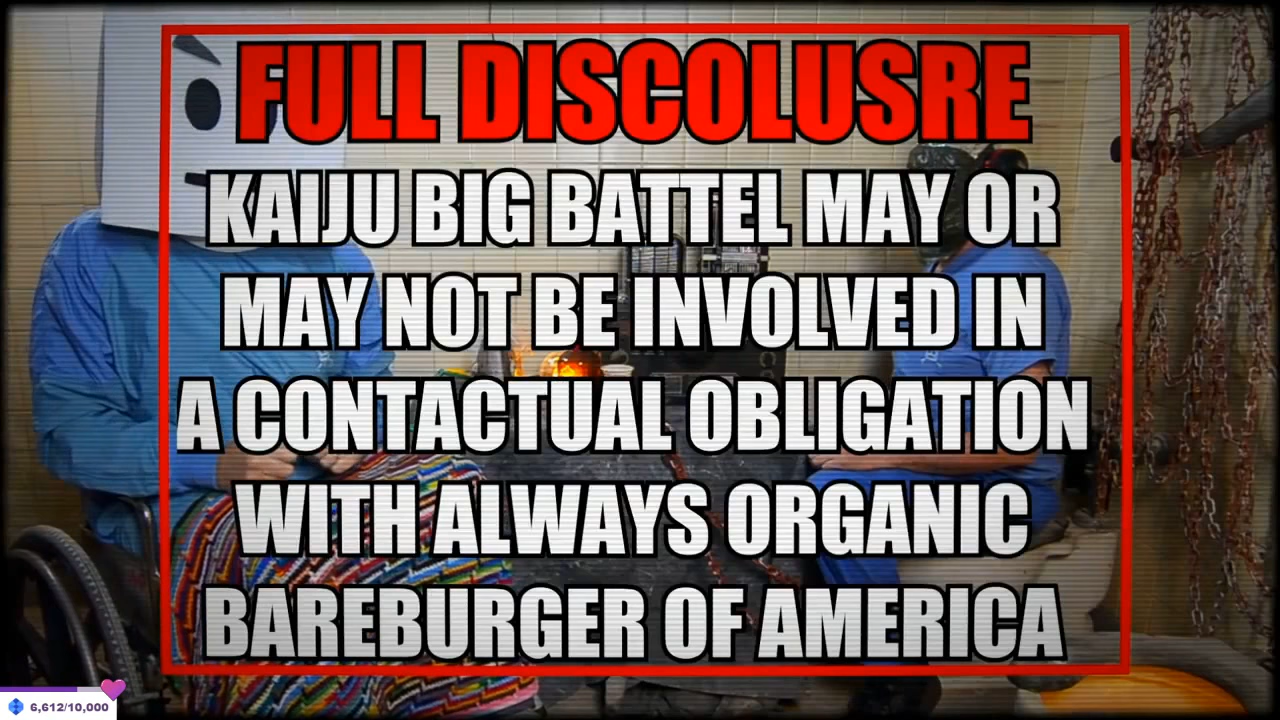 FULL DISCOLUSRE
KAIJU BIG BATTEL MAY OR
MAY NOT BE INVOLVED IN
A CONTACTUAL OBLIGATION
WITH ALWAYS ORGANIC
BAREBURGER OF AMERICA
6,612/10,000